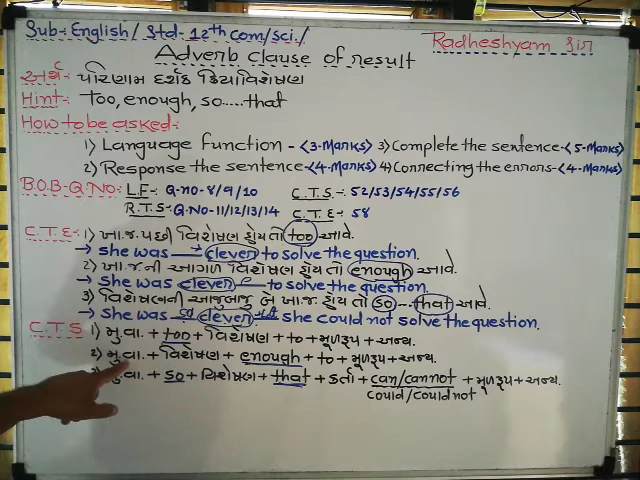 Sub:- English / Std-12th com/sci./
Radheshyam સર
Adverb clause of result
અર્થ: પરિણામ દર્શક ક્રિયાવિશેષણ
Hint: too, enough, so.....that
How to be asked:
1) Language function - <3-Marks> 3) Complete the sentence - <5-Marks>
2) Response the sentence - <4-Marks> 4) Connecting the errors - <4-Marks>
B.O.B-Q.No:- L.F:- Q-no-8/9/10 C.T.S:- 52/53/54/55/56
R.T.S:- Q.No-11/12/13/14 C.T.E:- 58
C.T.E:- 1) ખા.જ. પછી વિશેષણ હોય તો too આવે.
→ She was ___ clever to solve the question.
2) ખા.જ.ની આગળ વિશેષણ હોય તો enough આવે.
→ She was clever ___ to solve the question.
3) વિશેષણની આજુબાજુ બે ખા.જ હોય તો so...that આવે.
→ She was so clever that she could not solve the question.
C.T.S 1) મુ.વા. + too + વિશેષણ + to + મૂળરૂપ + અન્ય.
2) મુ.વા. + વિશેષણ + enough + to + મૂળરૂપ + અન્ય.
મુ.વા. + so + વિશેષણ + that + કર્તા + can/cannot + મૂળરૂપ + અન્ય.
could/could not